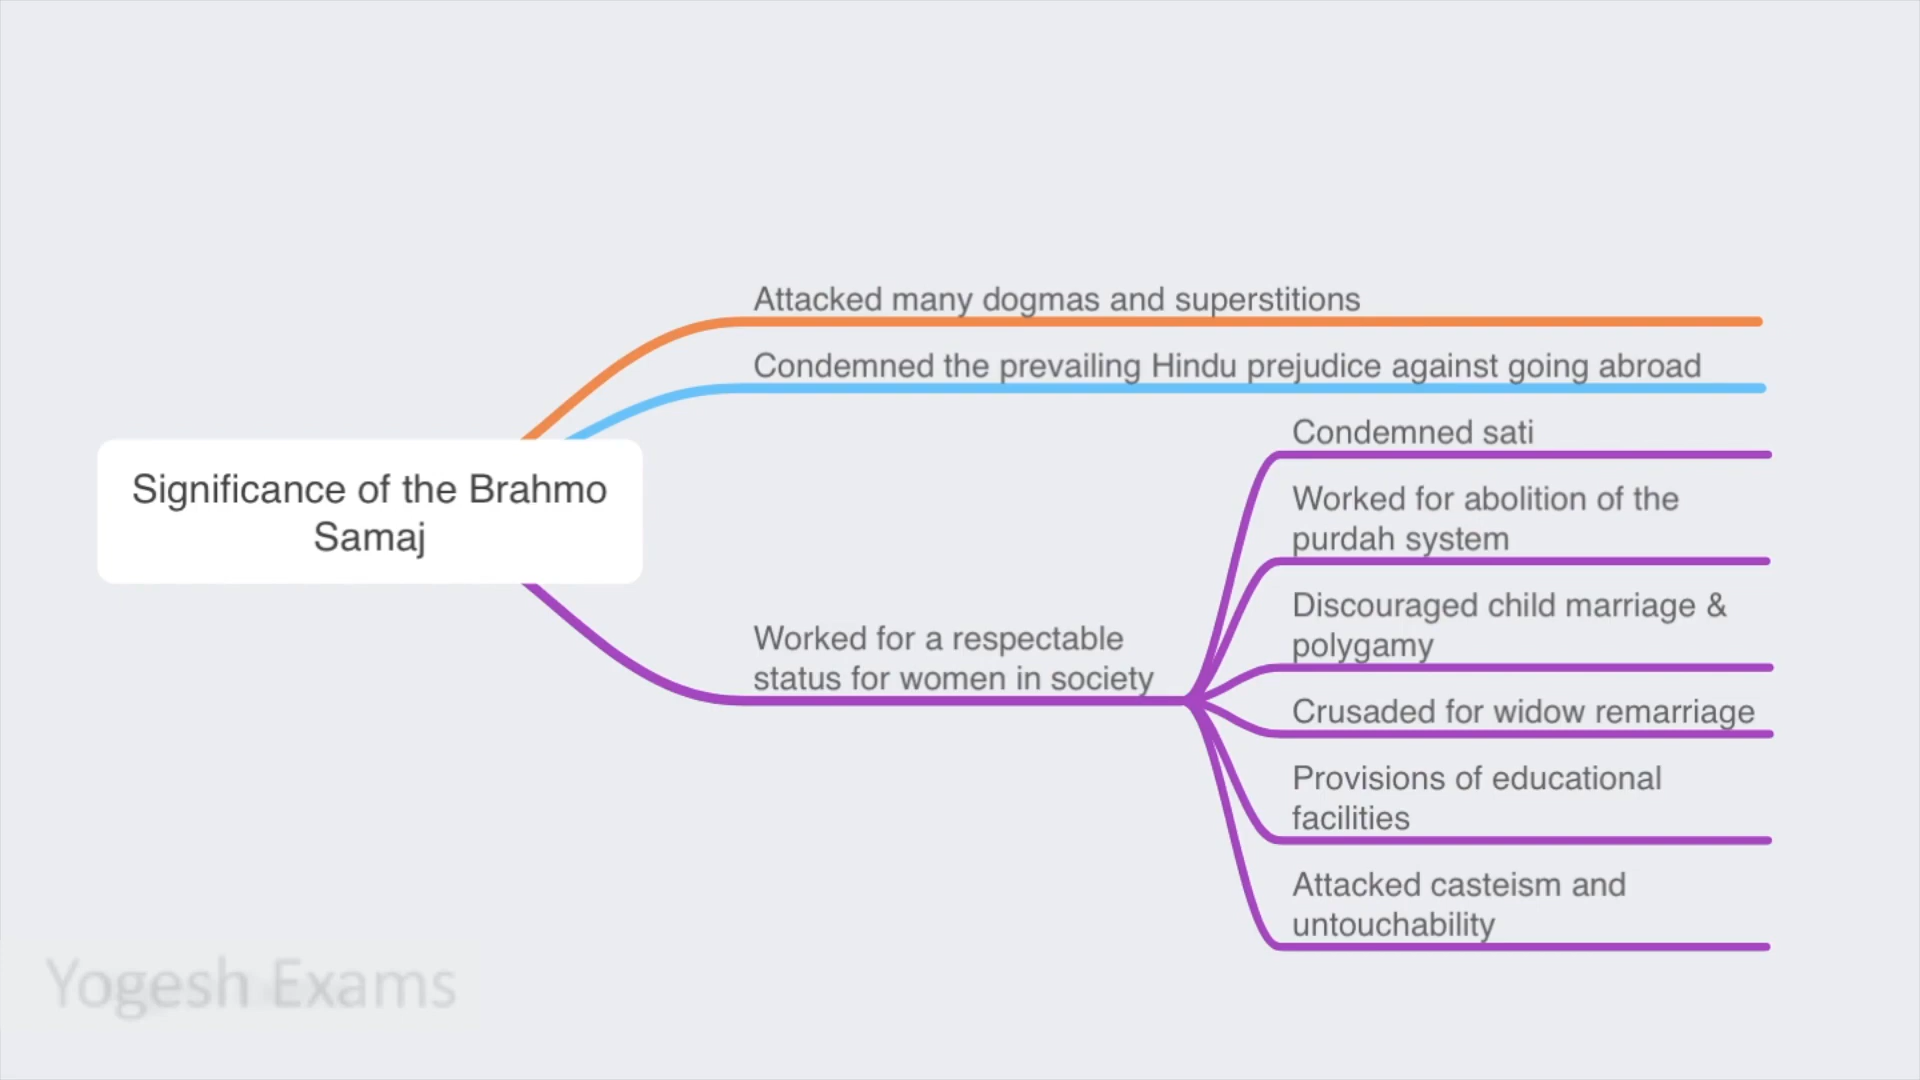 Significance of the Brahmo
Samaj
Attacked many dogmas and superstitions
Condemned the prevailing Hindu prejudice against going abroad
Worked for a respectable
status for women in society
Condemned sati
Worked for abolition of the
purdah system
Discouraged child marriage &
polygamy
Crusaded for widow remarriage
Provisions of educational
facilities
Attacked casteism and
untouchability
Yogesh Exams